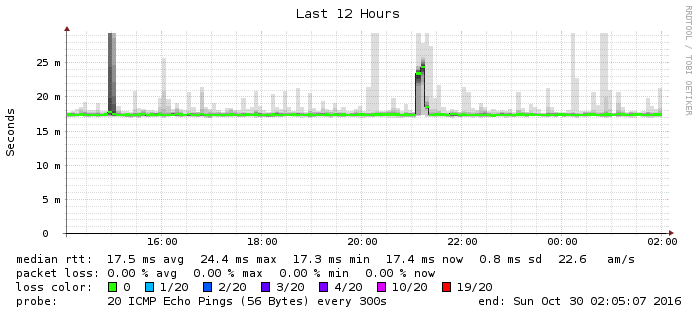 Last 12 Hours
RRDTOOL / TOBI OETIKER
Seconds
25 m
20 m
15 m
10 m
5 m
0
16:00 18:00 20:00 22:00 00:00 02:00
median rtt: 17.5 ms avg 24.4 ms max 17.3 ms min 17.4 ms now 0.8 ms sd 22.6 am/s
packet loss: 0.00 % avg 0.00 % max 0.00 % min 0.00 % now
loss color: 0 1/20 2/20 3/20 4/20 10/20 19/20
probe: 20 ICMP Echo Pings (56 Bytes) every 300s end: Sun Oct 30 02:05:07 2016